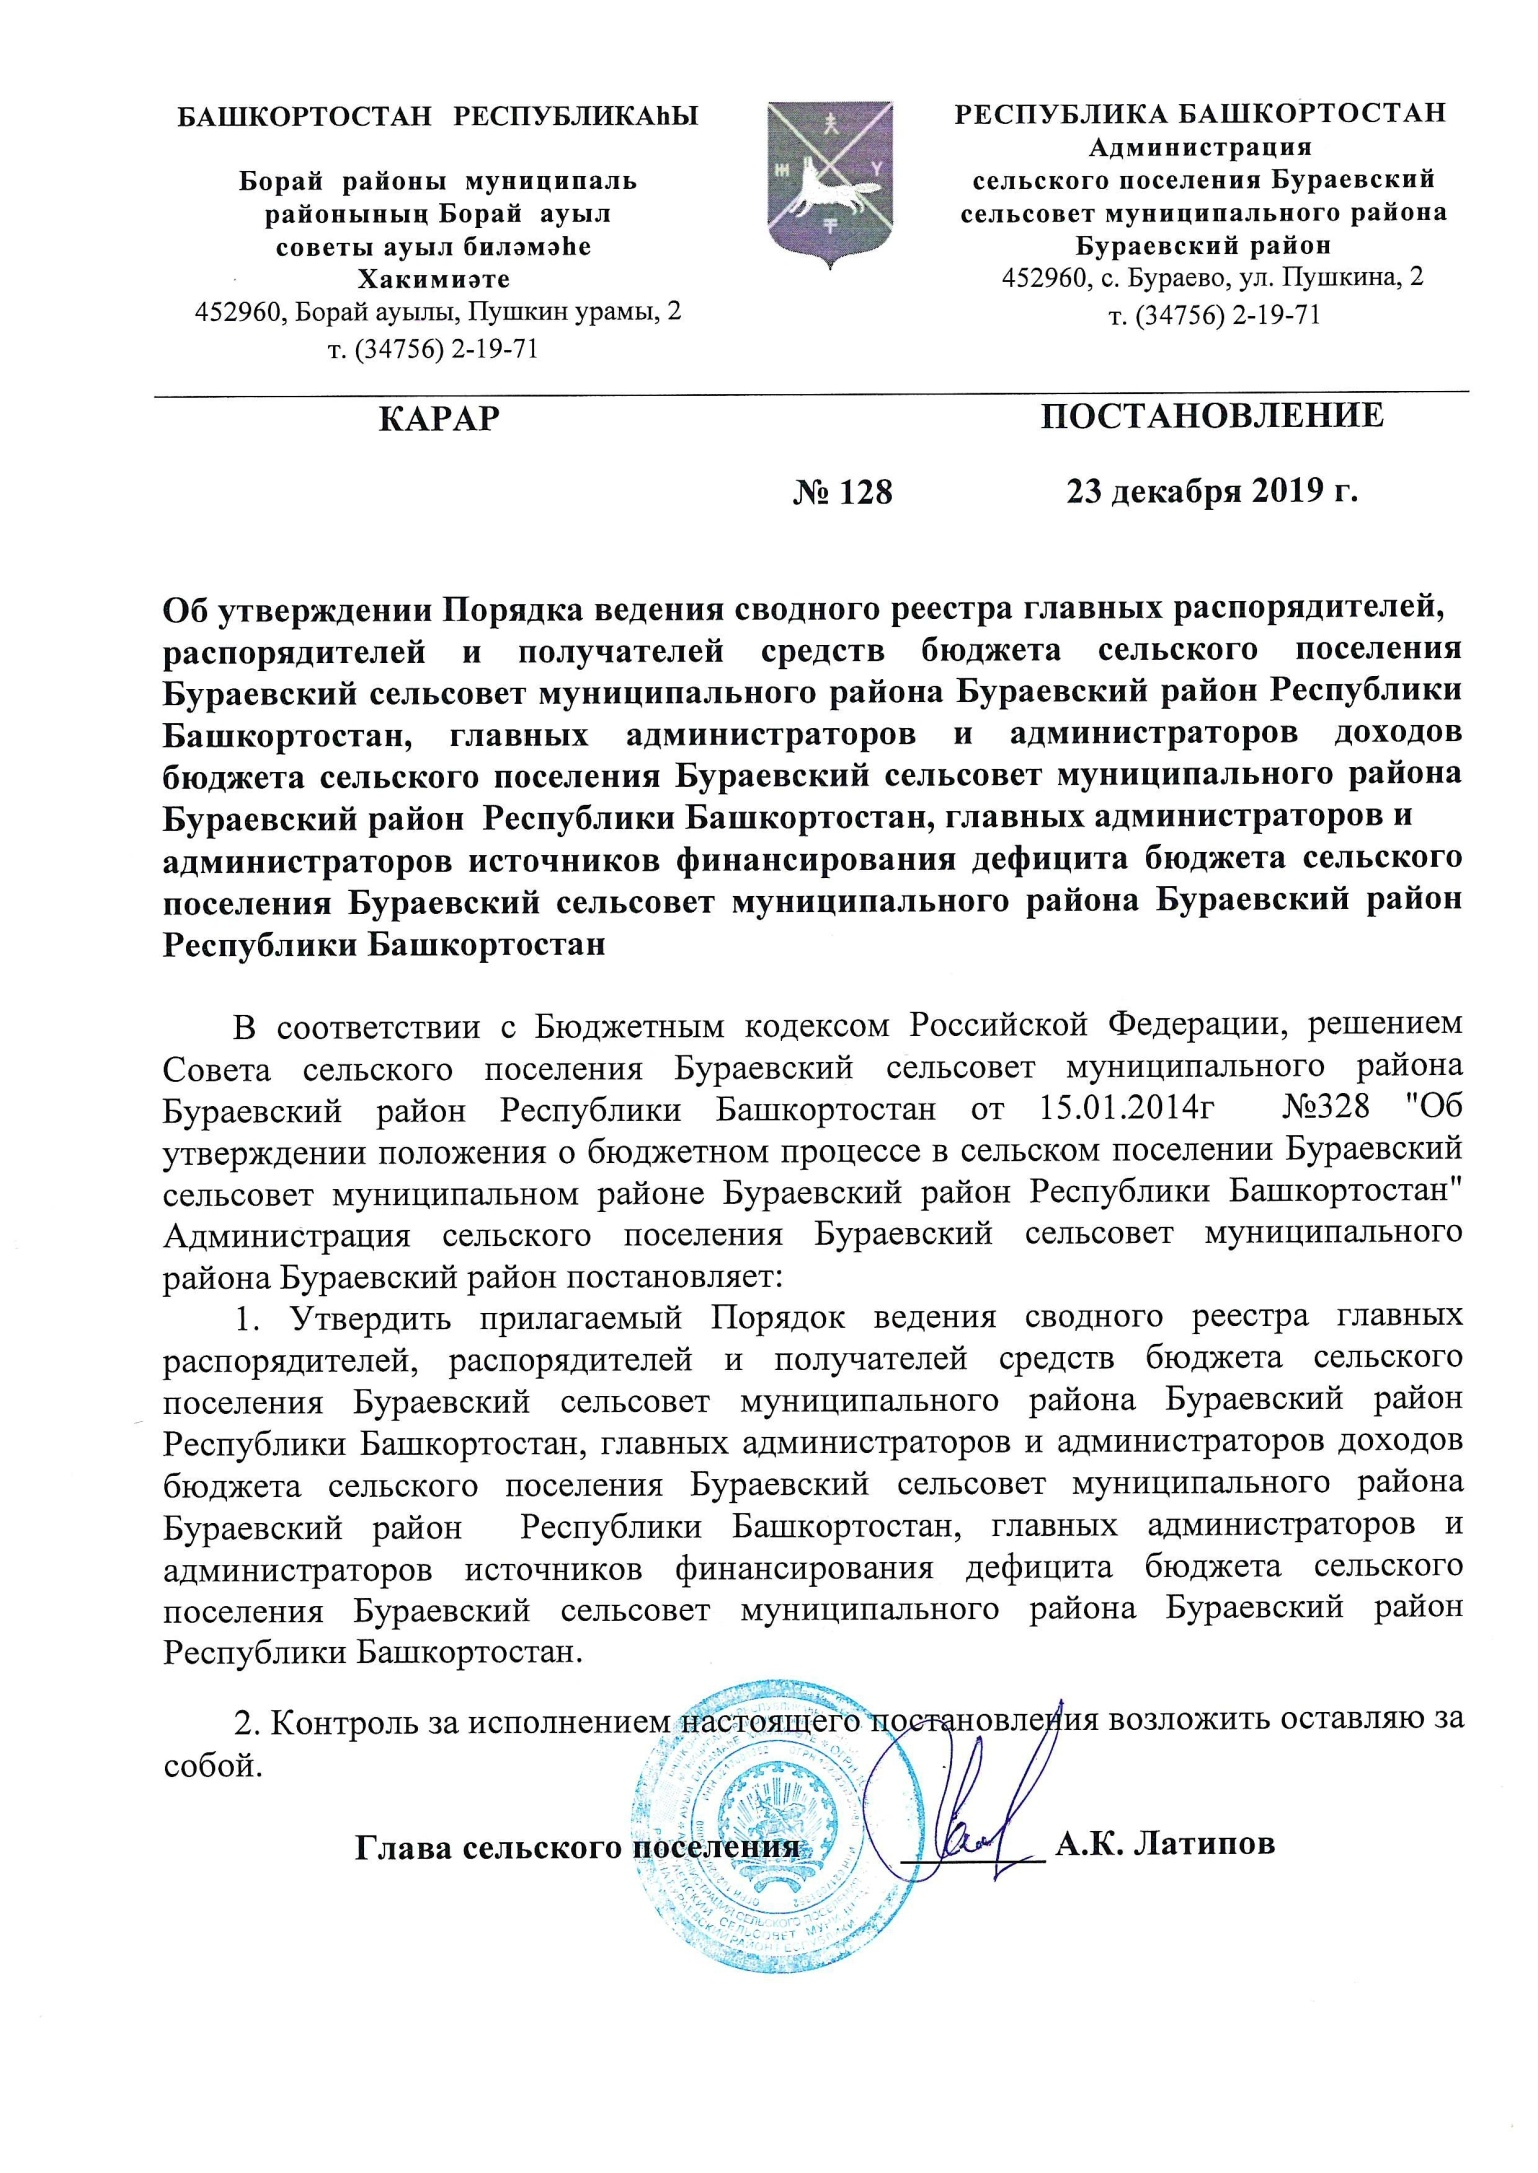 БАШКОРТОСТАН РЕСПУБЛИКАҺЫ
Борай районы муниципаль
районының Борай ауыл
советы ауыл биләмәһе
Хакимиәте
452960, Борай ауылы, Пушкин урамы, 2
т. (34756) 2-19-71
РЕСПУБЛИКА БАШКОРТОСТАН
Администрация
сельского поселения Бураевский
сельсовет муниципального района
Бураевский район
452960, с. Бураево, ул. Пушкина, 2
т. (34756) 2-19-71
КАРАР
ПОСТАНОВЛЕНИЕ
№ 128
23 декабря 2019 г.
Об утверждении Порядка ведения сводного реестра главных распорядителей,
распорядителей и получателей средств бюджета сельского поселения
Бураевский сельсовет муниципального района Бураевский район Республики
Башкортостан, главных администраторов и администраторов доходов
бюджета сельского поселения Бураевский сельсовет муниципального района
Бураевский район Республики Башкортостан, главных администраторов и
администраторов источников финансирования дефицита бюджета сельского
поселения Бураевский сельсовет муниципального района Бураевский район
Республики Башкортостан
В соответствии с Бюджетным кодексом Российской Федерации, решением
Совета сельского поселения Бураевский сельсовет муниципального района
Бураевский район Республики Башкортостан от 15.01.2014г №328 "Об
утверждении положения о бюджетном процессе в сельском поселении Бураевский
сельсовет муниципальном районе Бураевский район Республики Башкортостан"
Администрация сельского поселения Бураевский сельсовет муниципального
района Бураевский район постановляет:
1. Утвердить прилагаемый Порядок ведения сводного реестра главных
распорядителей, распорядителей и получателей средств бюджета сельского
поселения Бураевский сельсовет муниципального района Бураевский район
Республики Башкортостан, главных администраторов и администраторов доходов
бюджета сельского поселения Бураевский сельсовет муниципального района
Бураевский район Республики Башкортостан, главных администраторов и
администраторов источников финансирования дефицита бюджета сельского
поселения Бураевский сельсовет муниципального района Бураевский район
Республики Башкортостан.
2. Контроль за исполнением настоящего постановления возложить оставляю за
собой.
Глава сельского поселения ________ А.К. Латипов